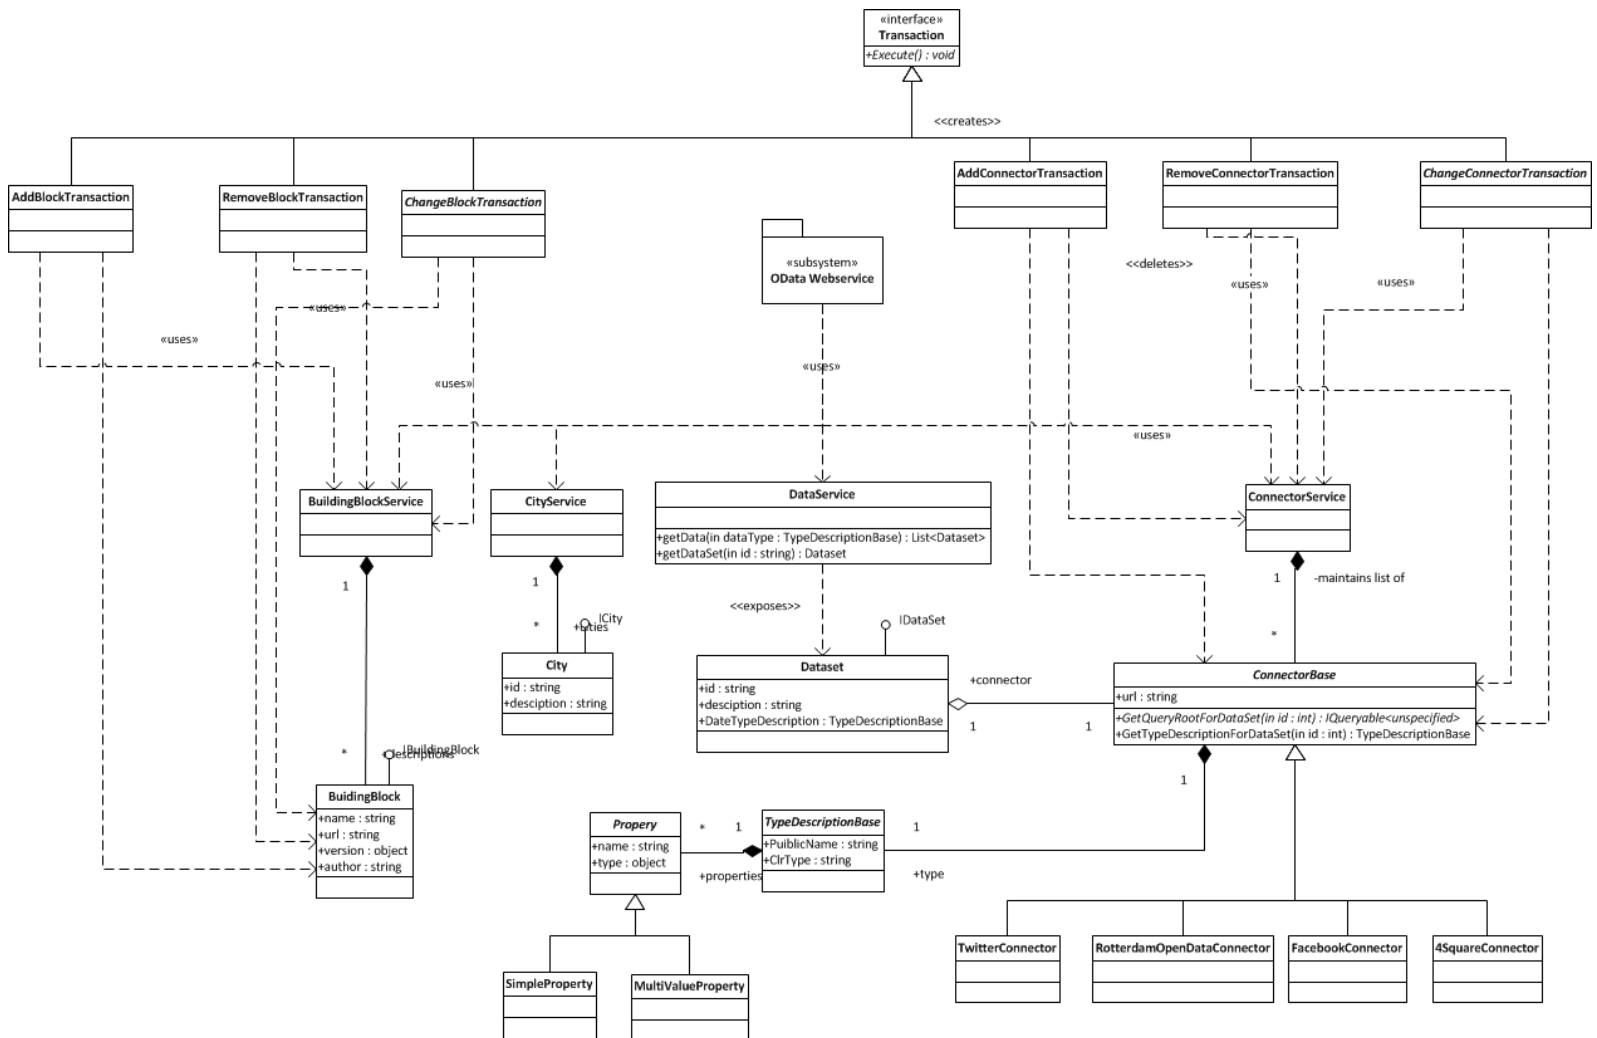 «interface»
Transaction
+Execute() : void
<<creates>>
AddBlockTransaction
RemoveBlockTransaction
ChangeBlockTransaction
AddConnectorTransaction
RemoveConnectorTransaction
ChangeConnectorTransaction
«subsystem»
OData Webservice
<<deletes>>
«uses»
«uses»
«uses»
«uses»
«uses»
«uses»
«uses»
BuildingBlockService
CityService
DataService
+getData(in dataType : TypeDescriptionBase) : List<Dataset>
+getDataSet(in id : string) : Dataset
ConnectorService
1
1
1
-maintains list of
<<exposes>>
*
ICity
+cities
IDataSet
*
City
+id : string
+desciption : string
Dataset
+id : string
+desciption : string
+DateTypeDescription : TypeDescriptionBase
+connector
1
1
ConnectorBase
+url : string
+GetQueryRootForDataSet(in id : int) : IQueryable<unspecified>
+GetTypeDescriptionForDataSet(in id : int) : TypeDescriptionBase
*
IBuildingBlock
+descriptions
1
BuidingBlock
+name : string
+url : string
+version : object
+author : string
Propery
+name : string
+type : object
*
1
+properties
TypeDescriptionBase
+PuiblicName : string
+ClrType : string
1
+type
SimpleProperty
MultiValueProperty
TwitterConnector
RotterdamOpenDataConnector
FacebookConnector
4SquareConnector